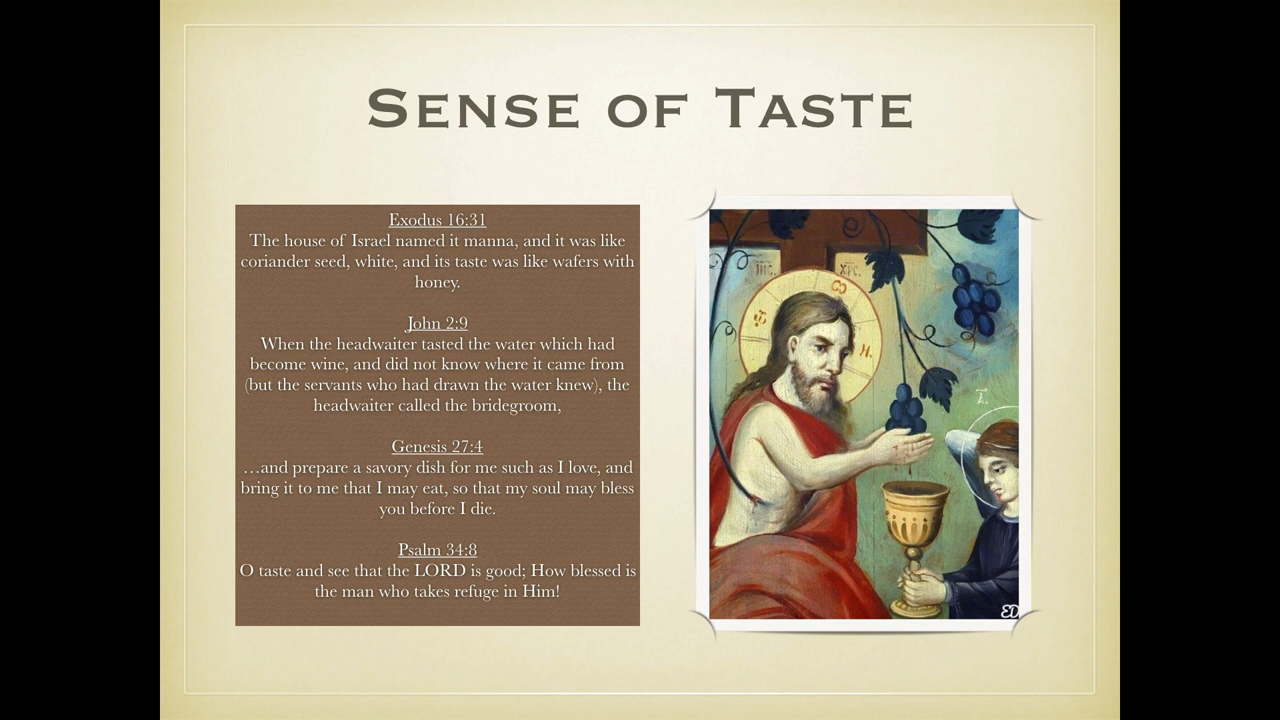 Sense of Taste
Exodus 16:31
The house of Israel named it manna, and it was like
coriander seed, white, and its taste was like wafers with
honey.
John 2:9
When the headwaiter tasted the water which had
become wine, and did not know where it came from
(but the servants who had drawn the water knew), the
headwaiter called the bridegroom,
Genesis 27:4
…and prepare a savory dish for me such as I love, and
bring it to me that I may eat, so that my soul may bless
you before I die.
Psalm 34:8
O taste and see that the LORD is good; How blessed is
the man who takes refuge in Him!
ED